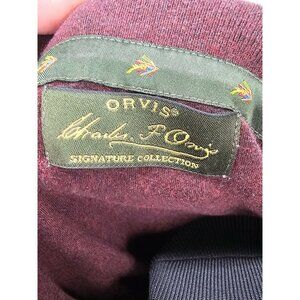 ORVIS®
Charles F. Orvis
SIGNATURE COLLECTION